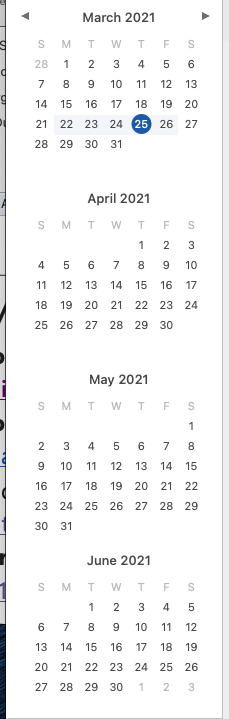 ◀ March 2021 ▶
S M T W T F S
28 1 2 3 4 5 6
7 8 9 10 11 12 13
14 15 16 17 18 19 20
21 22 23 24 25 26 27
28 29 30 31
April 2021
S M T W T F S
1 2 3
4 5 6 7 8 9 10
11 12 13 14 15 16 17
18 19 20 21 22 23 24
25 26 27 28 29 30
May 2021
S M T W T F S
1
2 3 4 5 6 7 8
9 10 11 12 13 14 15
16 17 18 19 20 21 22
23 24 25 26 27 28 29
30 31
June 2021
S M T W T F S
1 2 3 4 5
6 7 8 9 10 11 12
13 14 15 16 17 18 19
20 21 22 23 24 25 26
27 28 29 30 1 2 3